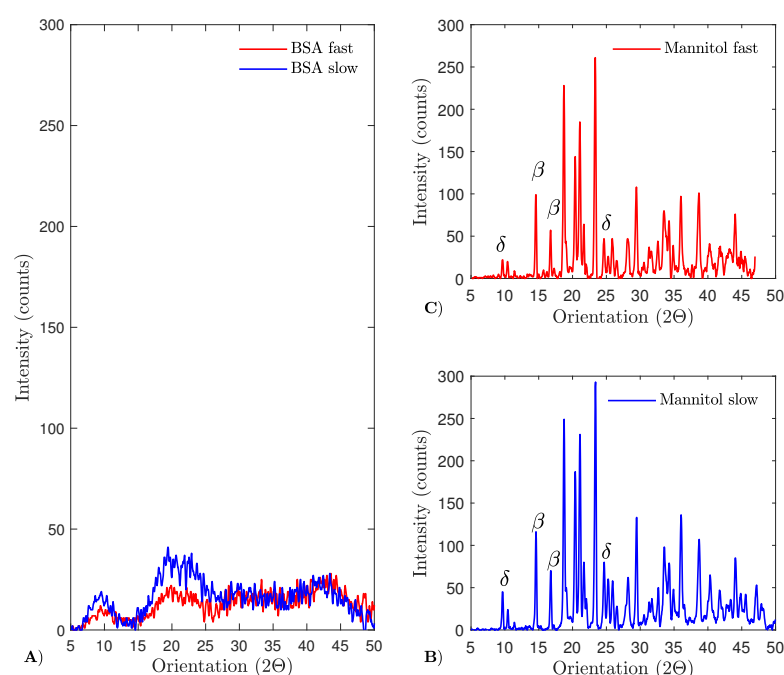 300
250
200
150
100
50
0
5 10 15 20 25 30 35 40 45 50
Intensity (counts)
Orientation (2Θ)
BSA fast
BSA slow
A)
300
250
200
150
100
50
0
5 10 15 20 25 30 35 40 45 50
Intensity (counts)
Orientation (2Θ)
Mannitol fast
δ
β
β
δ
C)
300
250
200
150
100
50
0
5 10 15 20 25 30 35 40 45 50
Intensity (counts)
Orientation (2Θ)
Mannitol slow
δ
β
β
δ
B)